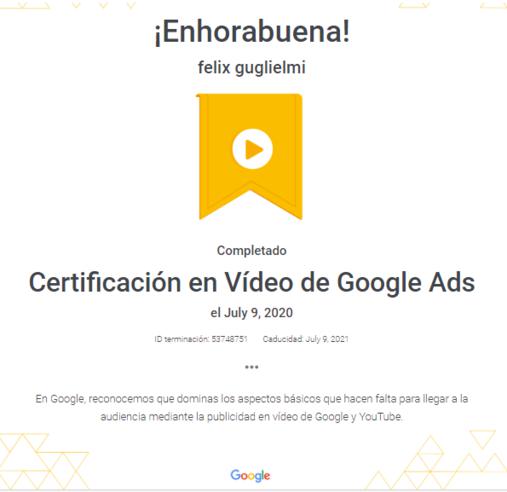 ¡Enhorabuena!
felix guglielmi
Completado
Certificación en Vídeo de Google Ads
el July 9, 2020
ID terminación: 53748751 Caducidad: July 9, 2021
•••
En Google, reconocemos que dominas los aspectos básicos que hacen falta para llegar a la
audiencia mediante la publicidad en vídeo de Google y YouTube.
Google